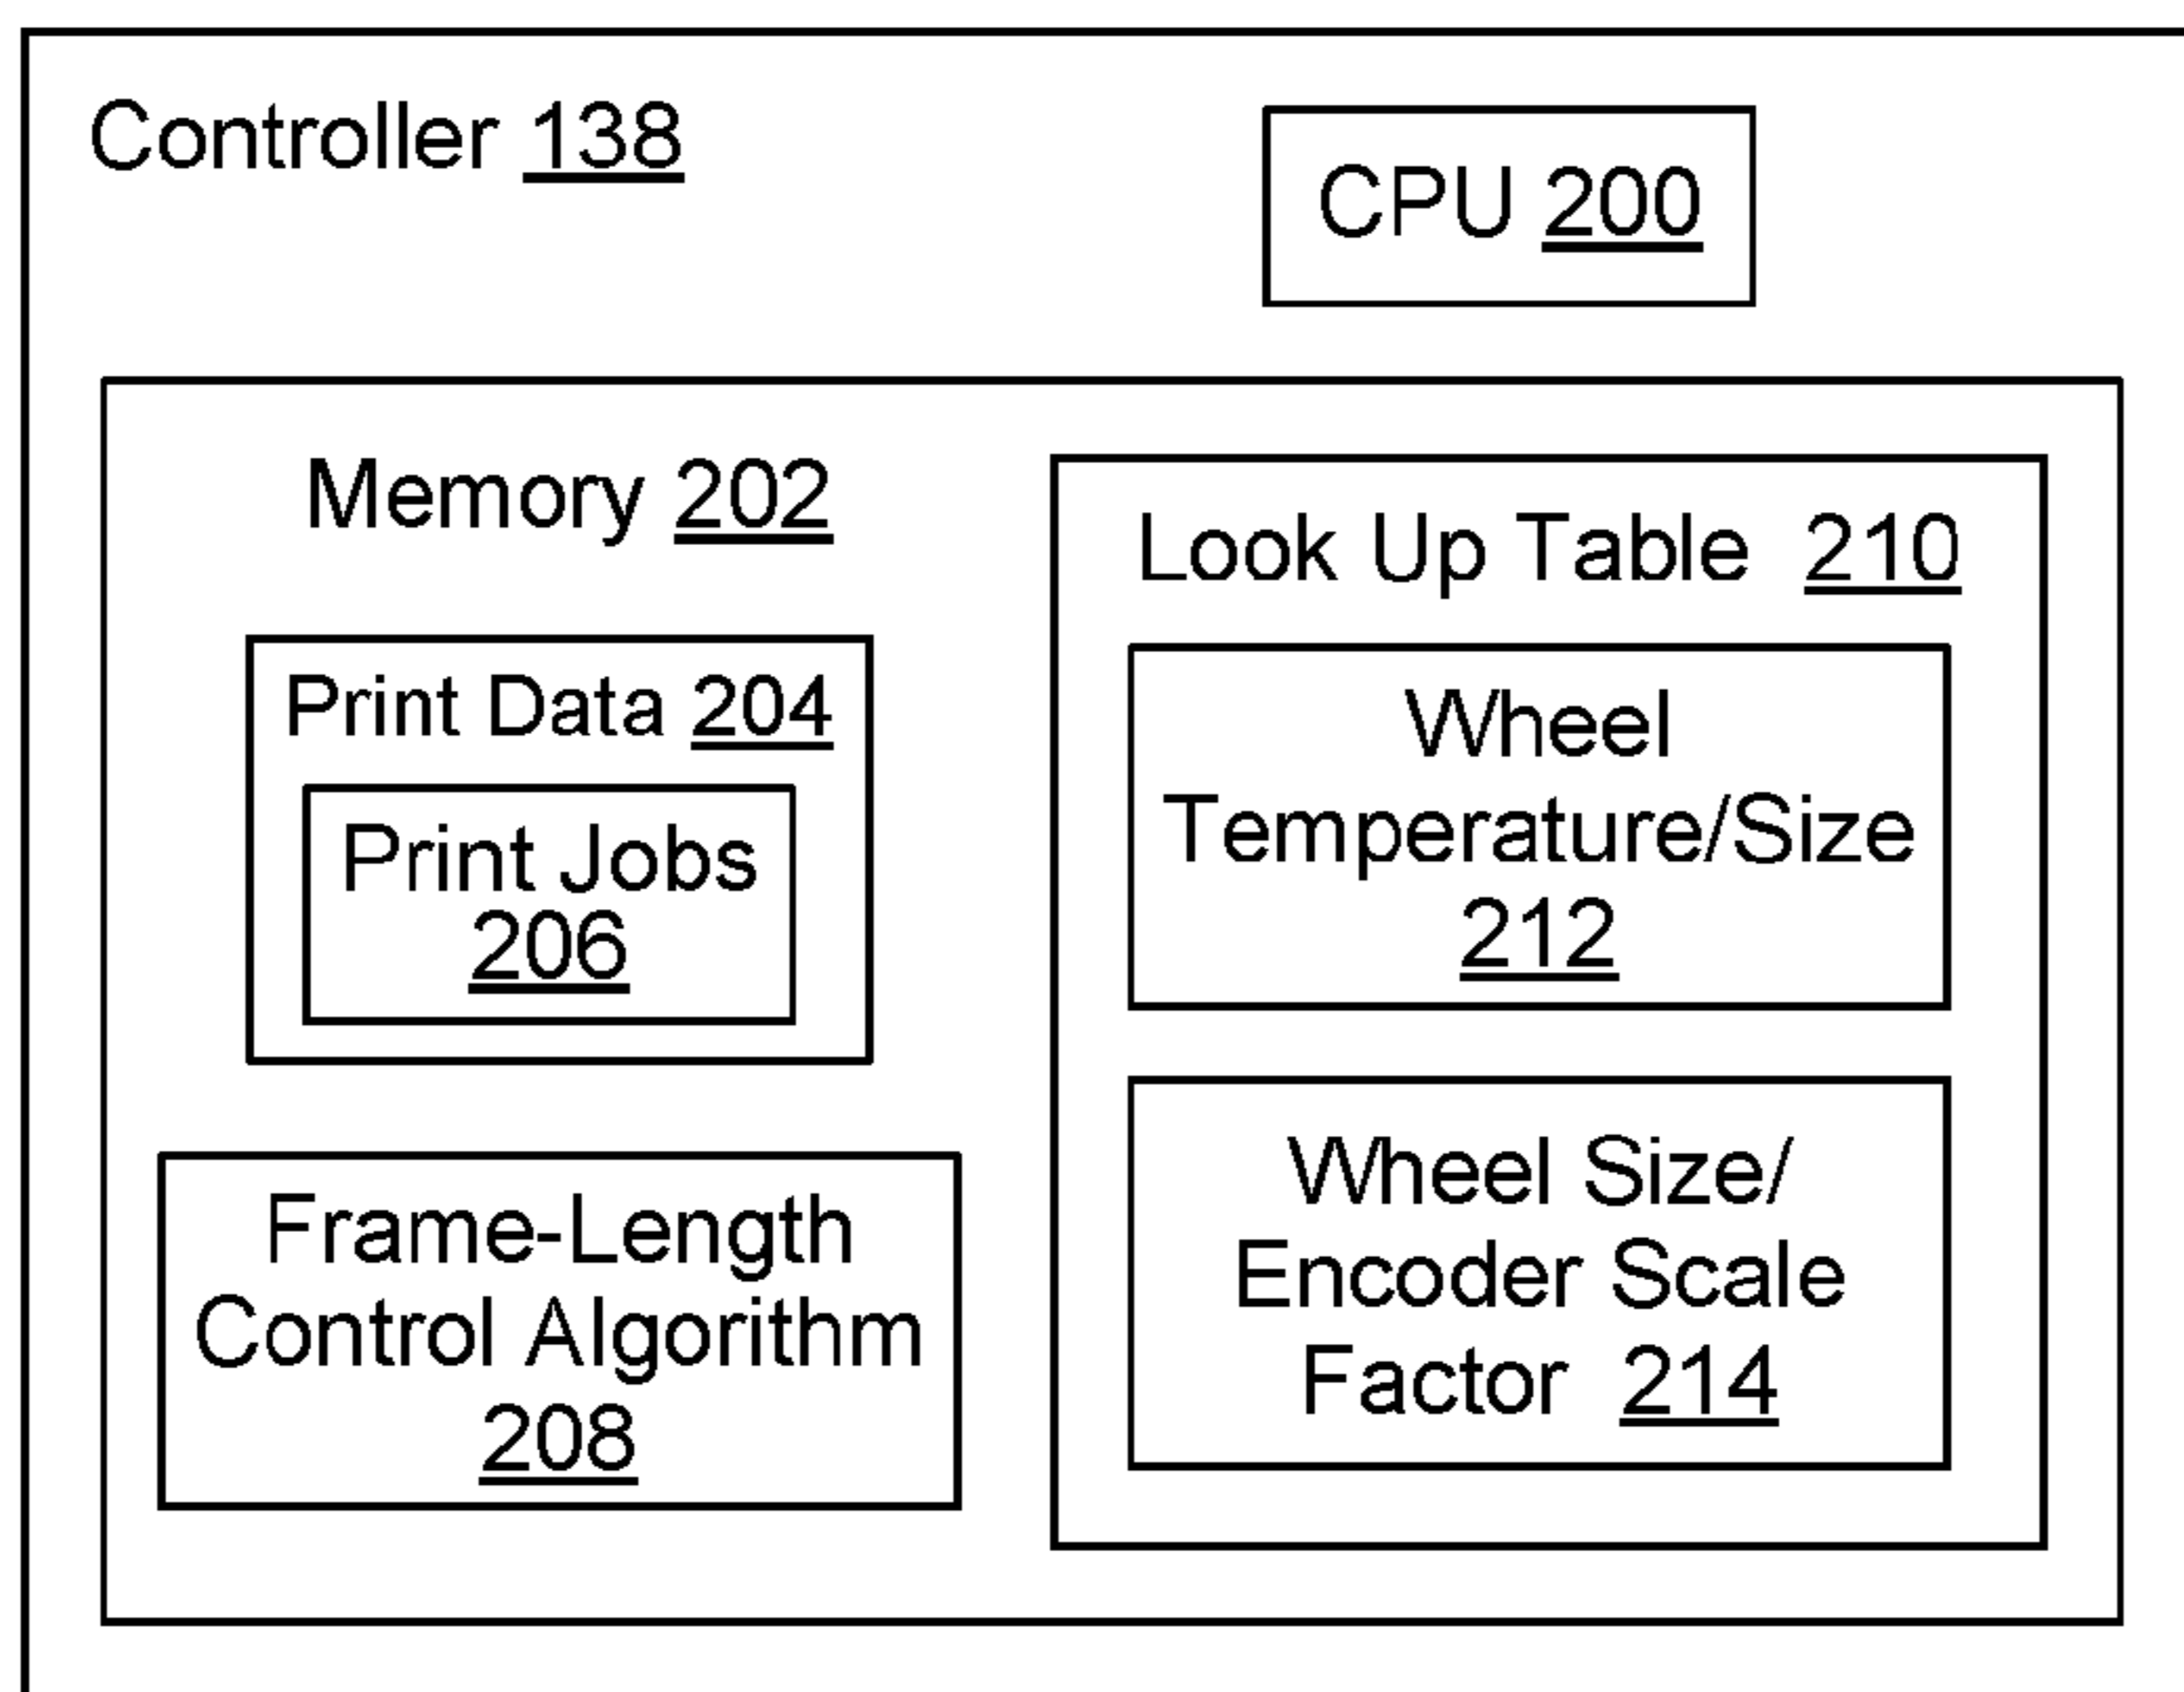 Controller 138
CPU 200
Memory 202
Print Data 204
Print Jobs
206
Frame-Length
Control Algorithm
208
Look Up Table 210
Wheel
Temperature/Size
212
Wheel Size/
Encoder Scale
Factor 214